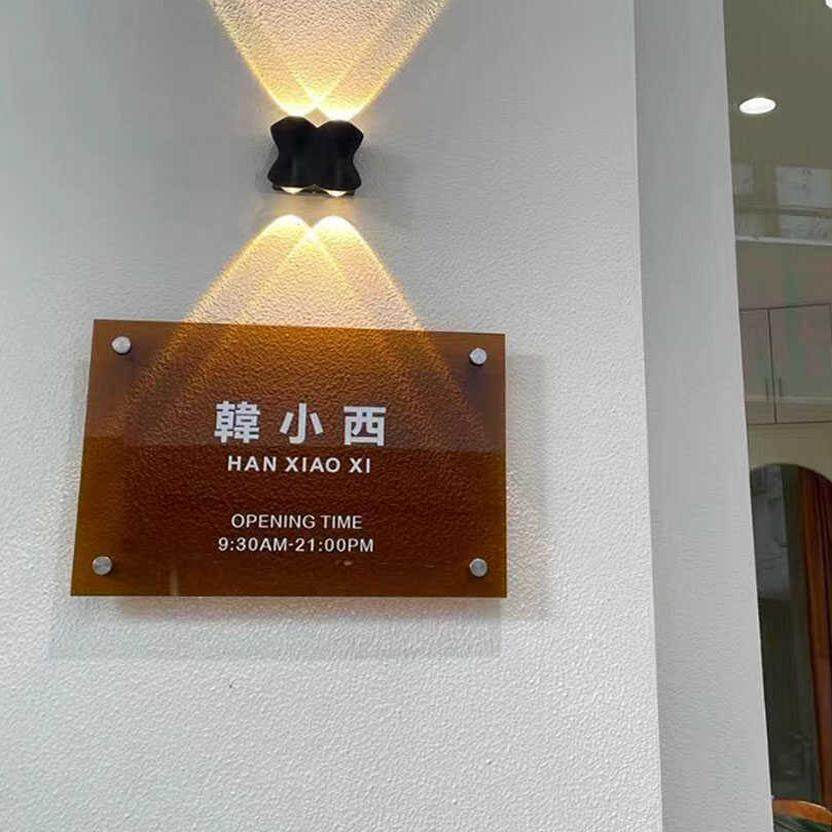 韓小西
HAN XIAO XI
OPENING TIME
9:30AM-21:00PM